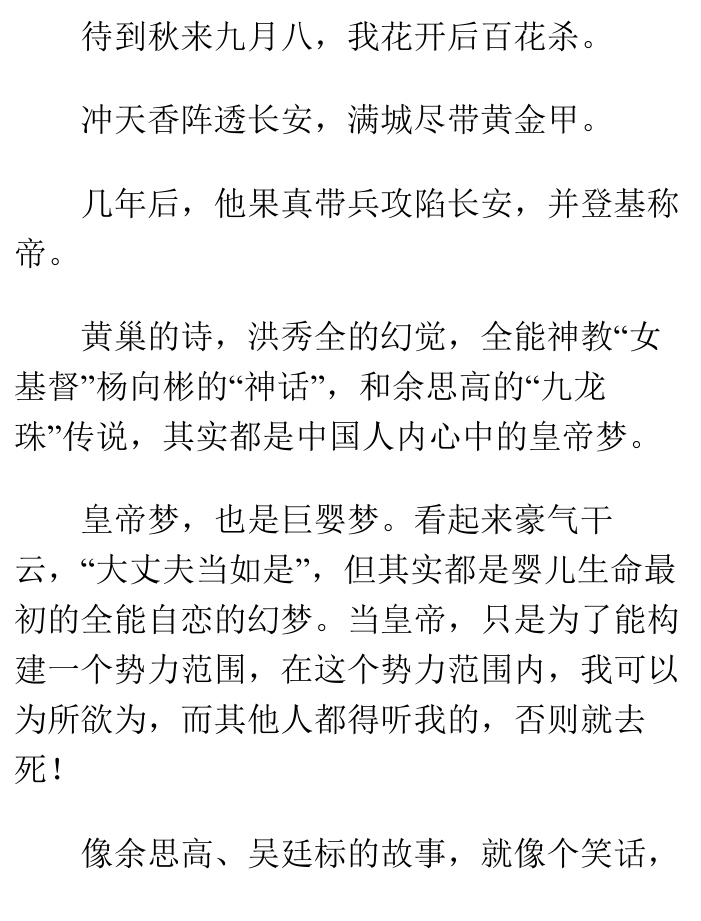 待到秋来九月八，我花开后百花杀。
冲天香阵透长安，满城尽带黄金甲。
几年后，他果真带兵攻陷长安，并登基称
帝。
黄巢的诗，洪秀全的幻觉，全能神教“女
基督”杨向彬的“神话”，和余思高的“九龙
珠”传说，其实都是中国人内心中的皇帝梦。
皇帝梦，也是巨婴梦。看起来豪气干
云，“大丈夫当如是”，但其实都是婴儿生命最
初的全能自恋的幻梦。当皇帝，只是为了能构
建一个势力范围，在这个势力范围内，我可以
为所欲为，而其他人都得听我的，否则就去
死！
像余思高、吴廷标的故事，就像个笑话，